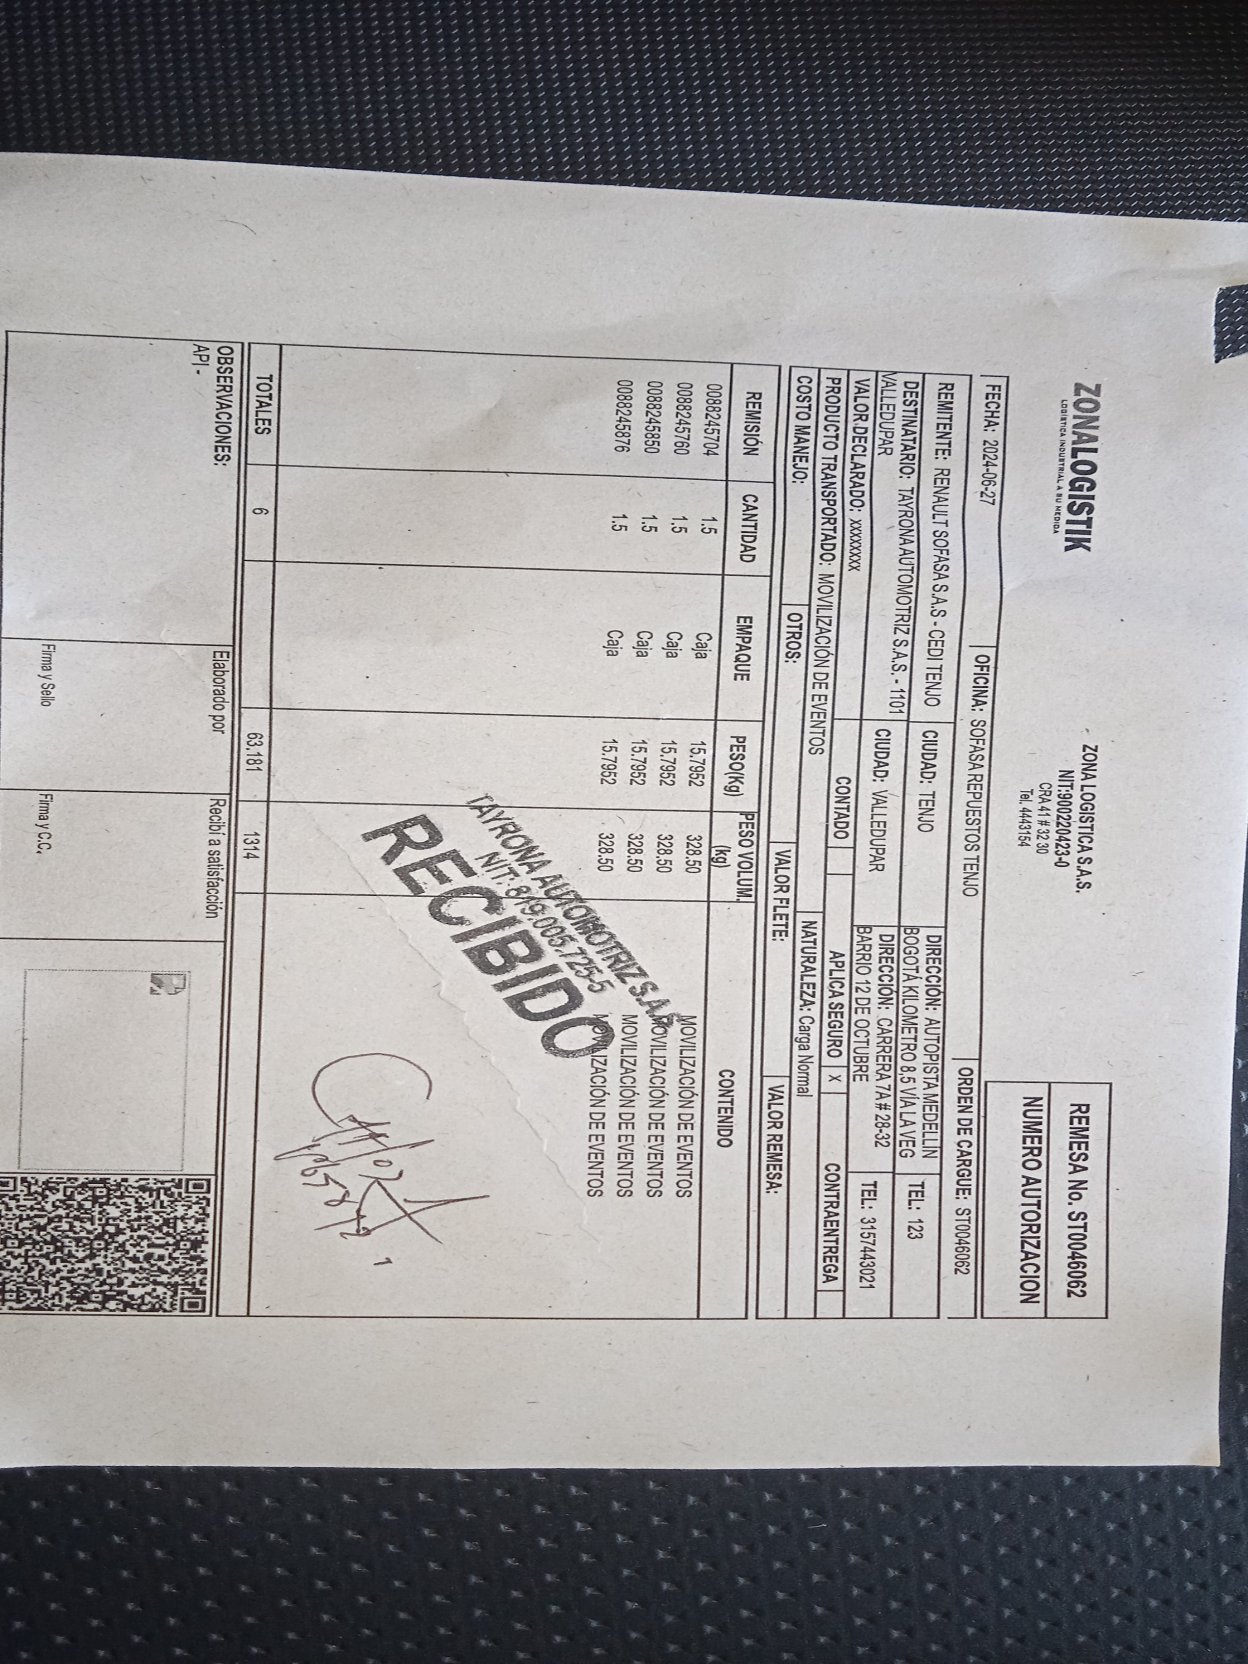 ZONALOGISTIK
LOGISTICA INDUSTRIAL A SU MEDIDA
ZONA LOGISTICA S.A.S.
NIT:900220423-0
CRA 41 # 32 30
Tel. 4443154
REMESA No. ST0046062
NUMERO AUTORIZACION
FECHA: 2024-06-27 OFICINA: SOFASA REPUESTOS TENJO ORDEN DE CARGUE: ST0046062
REMITENTE: RENAULT SOFASA S.A.S - CEDI TENJO CIUDAD: TENJO DIRECCIÓN: AUTOPISTA MEDELLIN BOGOTÁ KILOMETRO 8,5 VÍA LA VEG TEL: 123
DESTINATARIO: TAYRONA AUTOMOTRIZ S.A.S. - 1101 VALLEDUPAR CIUDAD: VALLEDUPAR DIRECCIÓN: CARRERA 7A # 28-32 BARRIO 12 DE OCTUBRE TEL: 3157443021
VALOR DECLARADO: xxxxxxxx CONTADO APLICA SEGURO X CONTRAENTREGA
PRODUCTO TRANSPORTADO: MOVILIZACIÓN DE EVENTOS NATURALEZA: Carga Normal
COSTO MANEJO: OTROS: VALOR FLETE: VALOR REMESA:
REMISIÓN CANTIDAD EMPAQUE PESO(Kg) PESO VOLUM. (kg) CONTENIDO
0088245704 1.5 Caja 15.7952 328.50 MOVILIZACIÓN DE EVENTOS
0088245760 1.5 Caja 15.7952 328.50 MOVILIZACIÓN DE EVENTOS
0088245850 1.5 Caja 15.7952 328.50 MOVILIZACIÓN DE EVENTOS
0088245876 1.5 Caja 15.7952 328.50 MOVILIZACIÓN DE EVENTOS
TAYRONA AUTOMOTRIZ S.A.S
NIT: 819.005.725-5
RECIBIDO
TOTALES 6 63.181 1314
OBSERVACIONES:
API -
Elaborado por
Recibí a satisfacción
Firma y Sello
Firma y C.C.